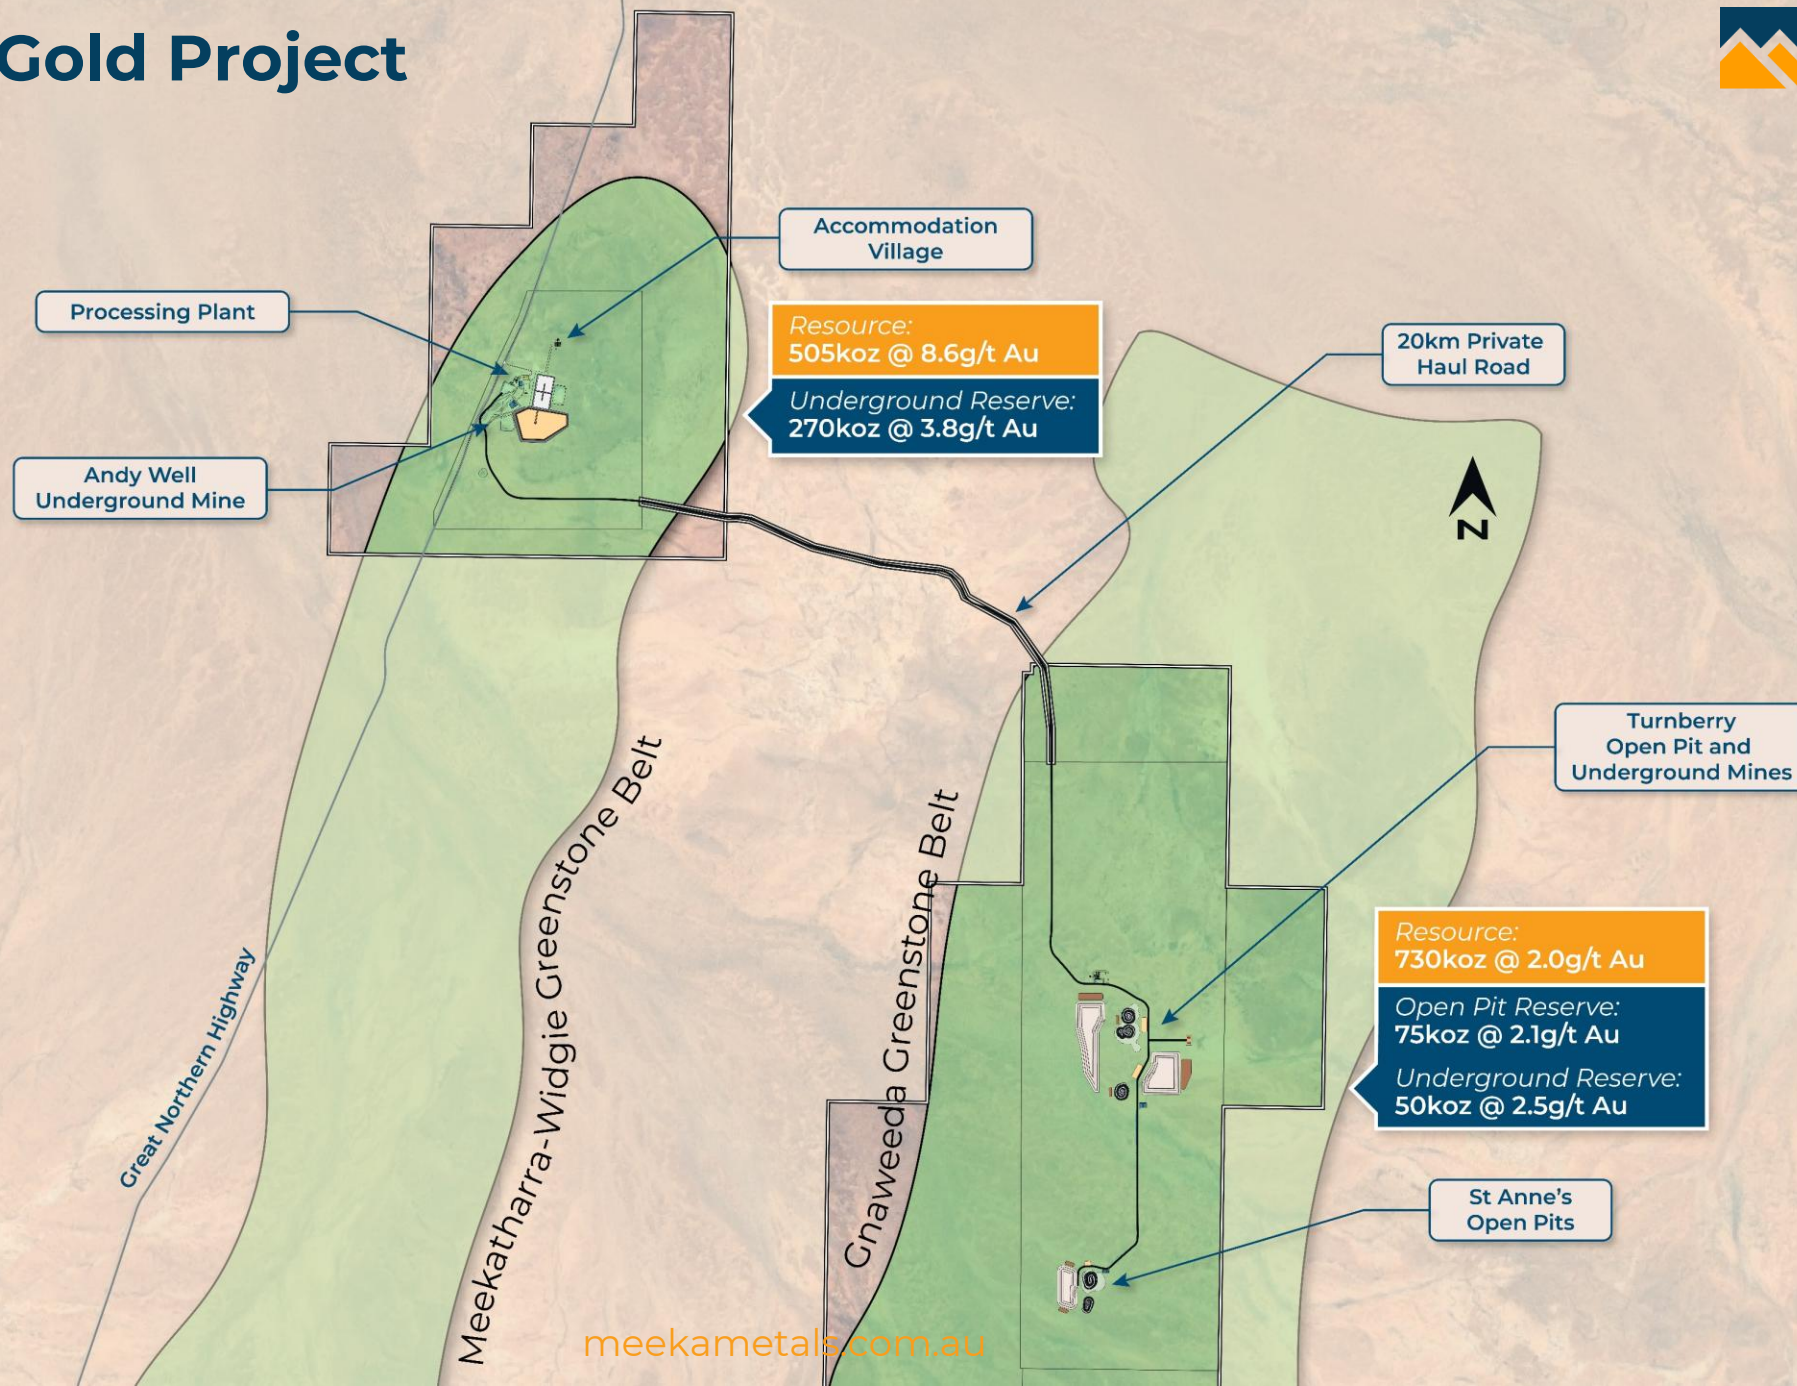 Gold Project
Accommodation
Village
Processing Plant
Resource:
505koz @ 8.6g/t Au
Underground Reserve:
270koz @ 3.8g/t Au
20km Private
Haul Road
Andy Well
Underground Mine
N
Turnberry
Open Pit and
Underground Mines
Meekatharra-Widgie Greenstone Belt
Gnaweeda Greenstone Belt
Great Northern Highway
Resource:
730koz @ 2.0g/t Au
Open Pit Reserve:
75koz @ 2.1g/t Au
Underground Reserve:
50koz @ 2.5g/t Au
St Anne's
Open Pits
meekametals.com.au